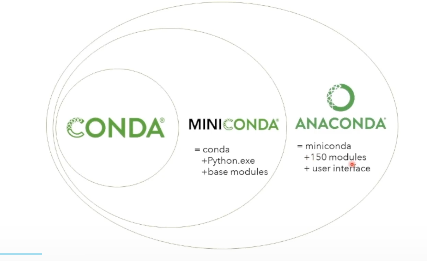 CONDA®
MINICONDA®
= conda
+Python.exe
+base modules
ANACONDA®
= miniconda
+150 modules
+ user interface